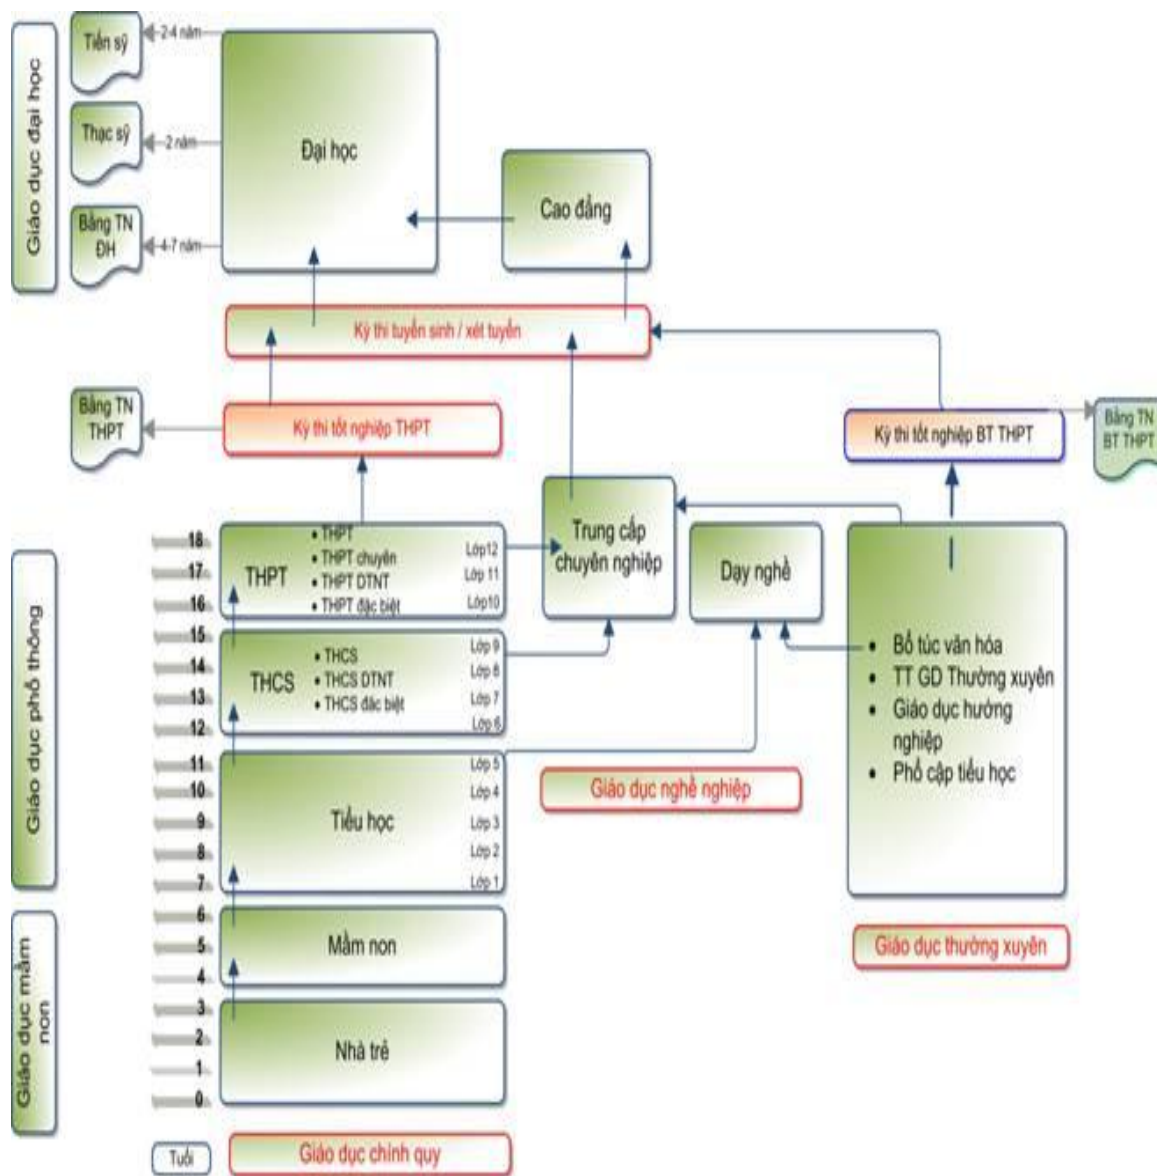 Giáo dục đại học
Tiến sỹ
2-4 năm
Thạc sỹ
2 năm
Bằng TN
ĐH
4-7 năm
Đại học
Cao đẳng
Kỳ thi tuyển sinh / xét tuyển
Bằng TN
THPT
Kỳ thi tốt nghiệp THPT
Kỳ thi tốt nghiệp BT THPT
Bằng TN
BT THPT
Giáo dục phổ thông
18
17
16
15
14
13
12
11
10
9
8
7
6
5
4
3
2
1
0
THPT
• THPT
• THPT chuyên
• THPT DTNT
• THPT đặc biệt
Lớp12
Lớp 11
Lớp10
THCS
• THCS
• THCS DTNT
• THCS đặc biệt
Lớp 9
Lớp 8
Lớp 7
Lớp 6
Tiểu học
Lớp 5
Lớp 4
Lớp 3
Lớp 2
Lớp 1
Trung cấp
chuyên nghiệp
Dạy nghề
Giáo dục nghề nghiệp
• Bổ túc văn hóa
• TT GD Thường xuyên
• Giáo dục hướng
nghiệp
• Phổ cập tiểu học
Giáo dục thường xuyên
Giáo dục mầm
non
Mầm non
Nhà trẻ
Tuổi
Giáo dục chính quy